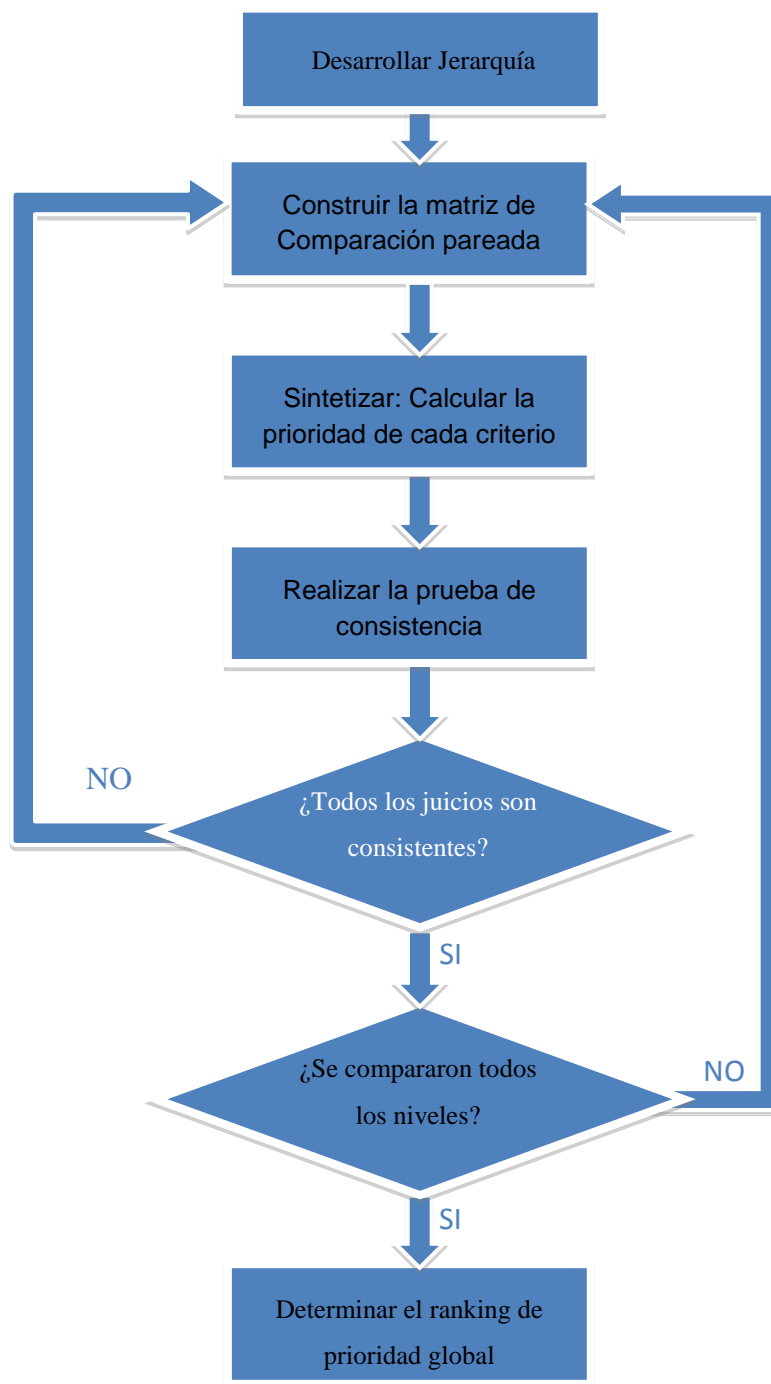 Desarrollar Jerarquía
Construir la matriz de
Comparación pareada
Sintetizar: Calcular la
prioridad de cada criterio
Realizar la prueba de
consistencia
NO
¿Todos los juicios son
consistentes?
SI
¿Se compararon todos
los niveles?
NO
SI
Determinar el ranking de
prioridad global